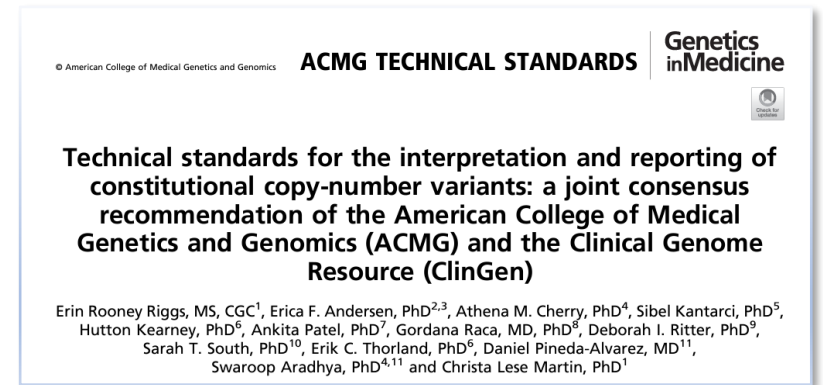 © American College of Medical Genetics and Genomics
ACMG TECHNICAL STANDARDS
Genetics
inMedicine
Check for
updates
Technical standards for the interpretation and reporting of
constitutional copy-number variants: a joint consensus
recommendation of the American College of Medical
Genetics and Genomics (ACMG) and the Clinical Genome
Resource (ClinGen)
Erin Rooney Riggs, MS, CGC¹, Erica F. Andersen, PhD²,³, Athena M. Cherry, PhD⁴, Sibel Kantarci, PhD⁵,
Hutton Kearney, PhD⁶, Ankita Patel, PhD⁷, Gordana Raca, MD, PhD⁸, Deborah I. Ritter, PhD⁹,
Sarah T. South, PhD¹⁰, Erik C. Thorland, PhD⁶, Daniel Pineda-Alvarez, MD¹¹,
Swaroop Aradhya, PhD⁴,¹¹ and Christa Lese Martin, PhD¹